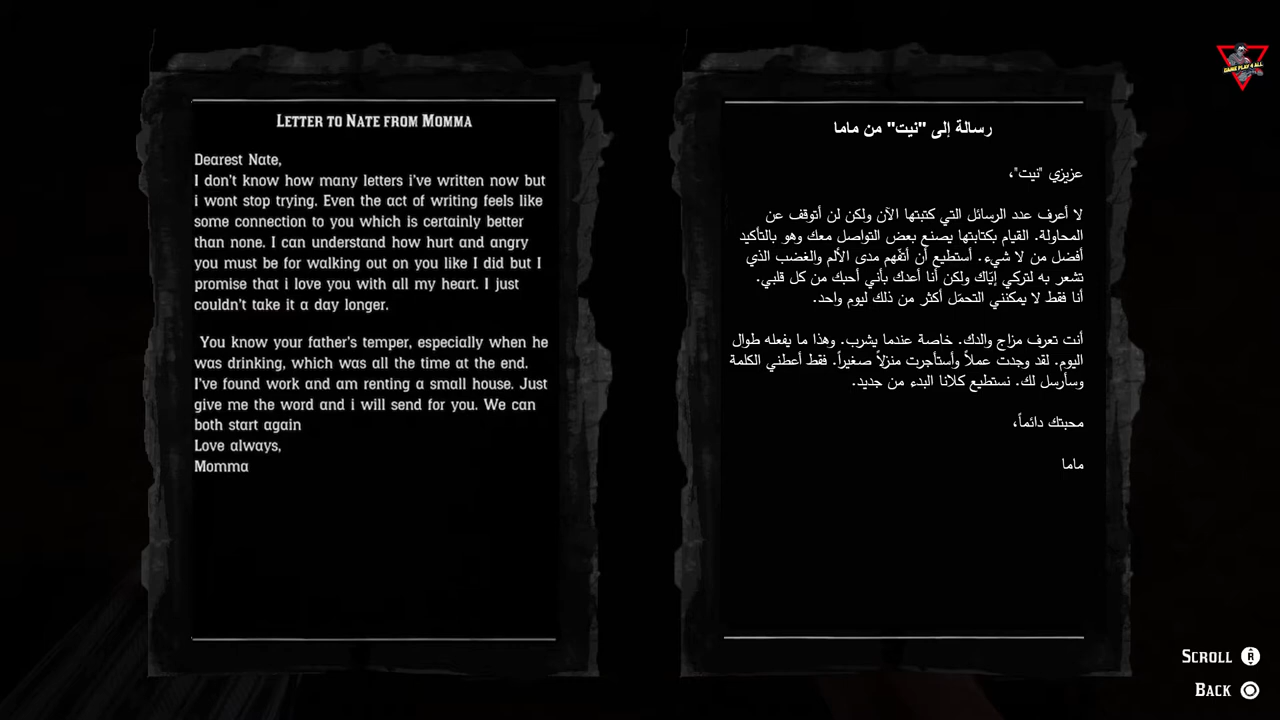 LETTER TO NATE FROM MOMMA
Dearest Nate,
I don't know how many letters i've written now but
i wont stop trying. Even the act of writing feels like
some connection to you which is certainly better
than none. I can understand how hurt and angry
you must be for walking out on you like I did but I
promise that i love you with all my heart. I just
couldn't take it a day longer.
You know your father's temper, especially when he
was drinking, which was all the time at the end.
I've found work and am renting a small house. Just
give me the word and i will send for you. We can
both start again
Love always,
Momma
رسالة إلى "نيت" من ماما
عزيزي "نيت"،
لا أعرف عدد الرسائل التي كتبتها الآن ولكن لن أتوقف عن
المحاولة. القيام بكتابتها يصنع بعض التواصل معك وهو بالتأكيد
أفضل من لا شيء. أستطيع أن أتفهم مدى الألم والغضب الذي
تشعر به لتركي إيّاك ولكن أنا أعدك بأني أحبك من كل قلبي.
أنا فقط لا يمكنني التحمّل أكثر من ذلك ليوم واحد.
أنت تعرف مزاج والدك. خاصة عندما يشرب. وهذا ما يفعله طوال
اليوم. لقد وجدت عملاً وأستأجرت منزلاً صغيراً. فقط أعطني الكلمة
وسأرسل لك. نستطيع كلانا البدء من جديد.
محبتك دائماً،
ماما
GAME PLAY 4 ALL
SCROLL R
BACK